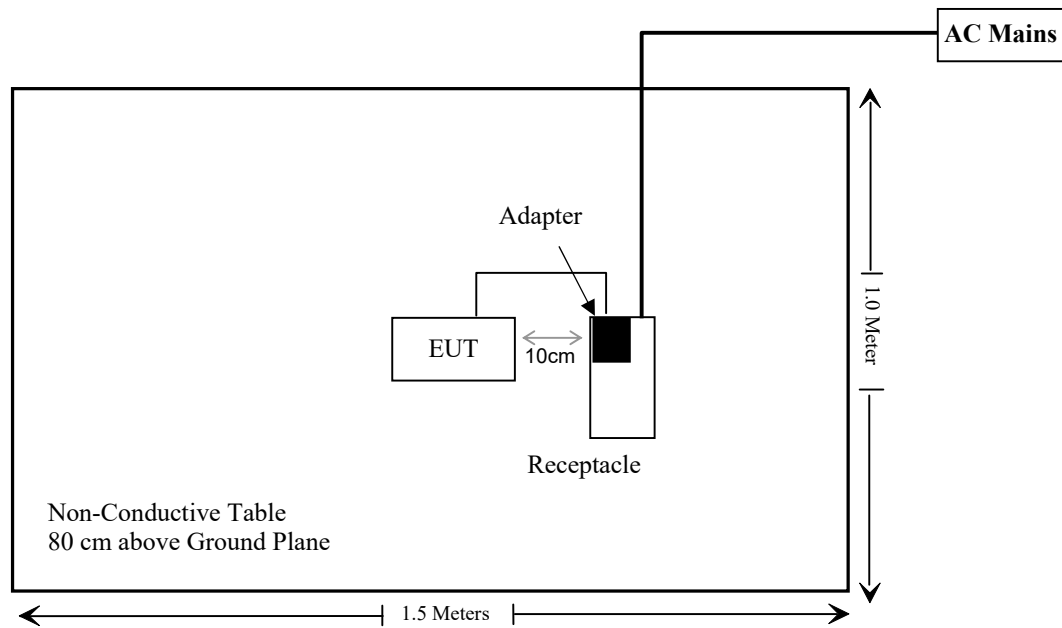 AC Mains
Adapter
EUT
10cm
1.0 Meter
Receptacle
Non-Conductive Table
80 cm above Ground Plane
1.5 Meters